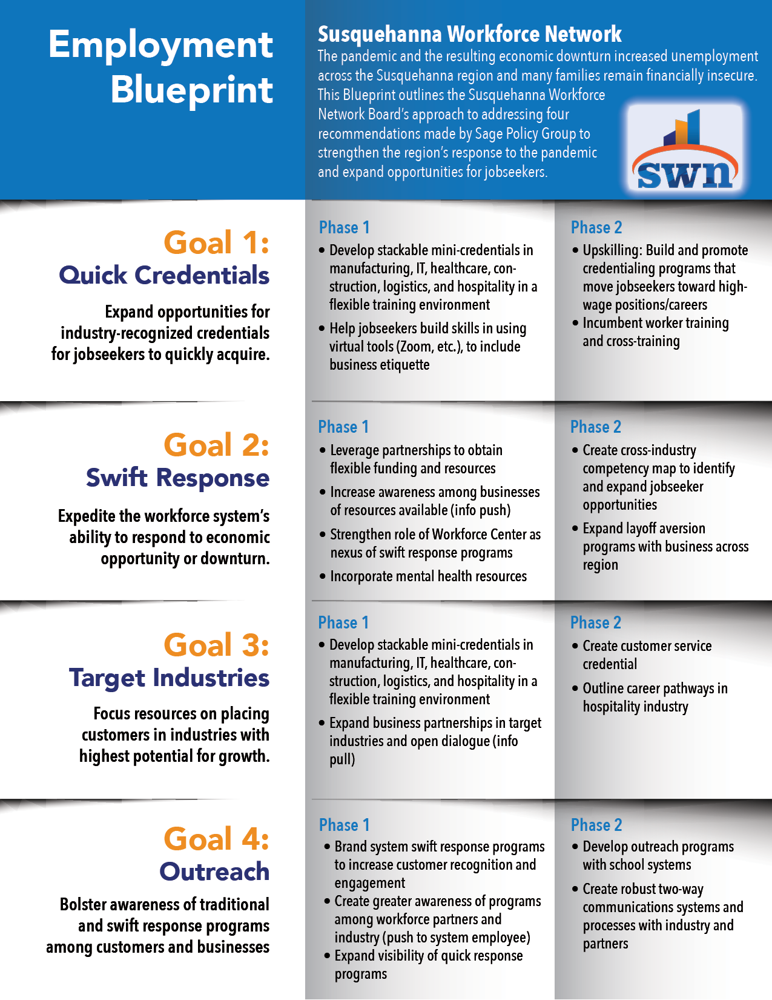 Employment
Blueprint
Susquehanna Workforce Network
The pandemic and the resulting economic downturn increased unemployment
across the Susquehanna region and many families remain financially insecure.
This Blueprint outlines the Susquehanna Workforce
Network Board's approach to addressing four
recommendations made by Sage Policy Group to
strengthen the region's response to the pandemic
and expand opportunities for jobseekers.
swn
Goal 1:
Quick Credentials
Expand opportunities for
industry-recognized credentials
for jobseekers to quickly acquire.
Phase 1
• Develop stackable mini-credentials in
manufacturing, IT, healthcare, con-
struction, logistics, and hospitality in a
flexible training environment
• Help jobseekers build skills in using
virtual tools (Zoom, etc.), to include
business etiquette
Phase 2
• Upskilling: Build and promote
credentialing programs that
move jobseekers toward high-
wage positions/careers
• Incumbent worker training
and cross-training
Goal 2:
Swift Response
Expedite the workforce system's
ability to respond to economic
opportunity or downturn.
Phase 1
• Leverage partnerships to obtain
flexible funding and resources
• Increase awareness among businesses
of resources available (info push)
• Strengthen role of Workforce Center as
nexus of swift response programs
• Incorporate mental health resources
Phase 2
• Create cross-industry
competency map to identify
and expand jobseeker
opportunities
• Expand layoff aversion
programs with business across
region
Goal 3:
Target Industries
Focus resources on placing
customers in industries with
highest potential for growth.
Phase 1
• Develop stackable mini-credentials in
manufacturing, IT, healthcare, con-
struction, logistics, and hospitality in a
flexible training environment
• Expand business partnerships in target
industries and open dialogue (info
pull)
Phase 2
• Create customer service
credential
• Outline career pathways in
hospitality industry
Goal 4:
Outreach
Bolster awareness of traditional
and swift response programs
among customers and businesses
Phase 1
• Brand system swift response programs
to increase customer recognition and
engagement
• Create greater awareness of programs
among workforce partners and
industry (push to system employee)
• Expand visibility of quick response
programs
Phase 2
• Develop outreach programs
with school systems
• Create robust two-way
communications systems and
processes with industry and
partners